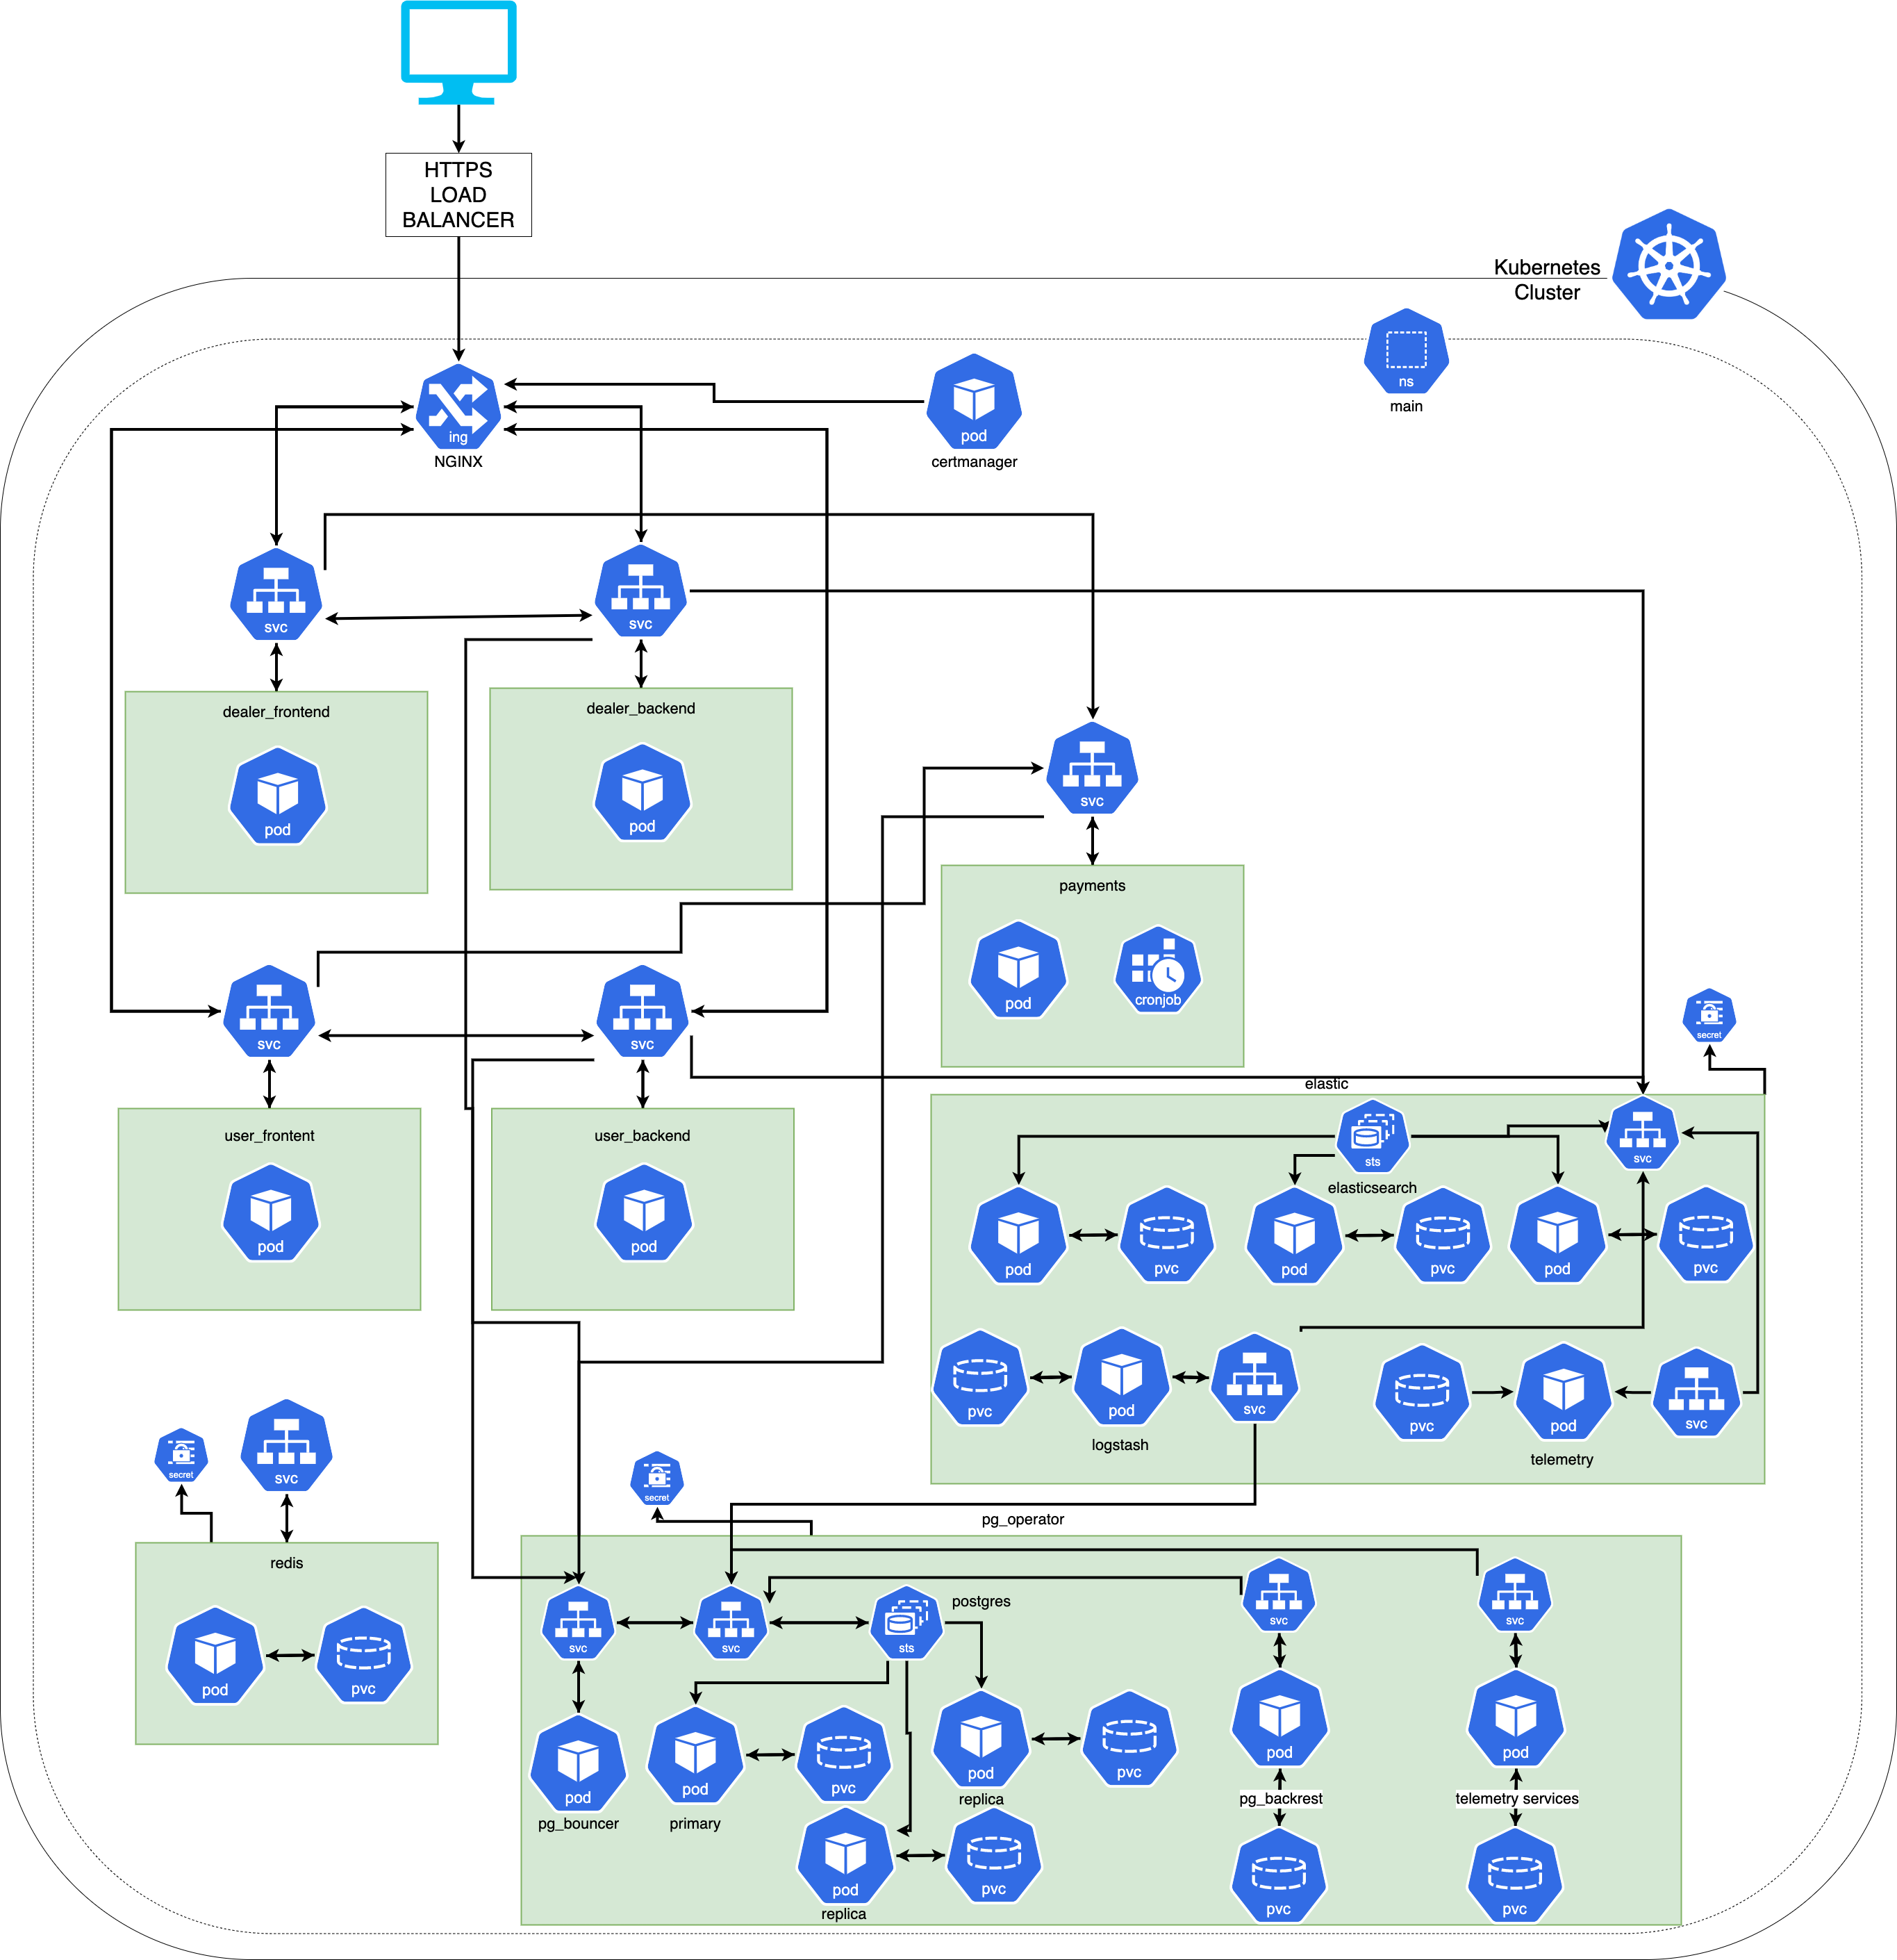 HTTPS
LOAD
BALANCER
Kubernetes
Cluster
ns
main
ing
NGINX
pod
certmanager
svc
svc
dealer_frontend
pod
dealer_backend
pod
svc
payments
pod
cronjob
svc
svc
secret
user_frontent
pod
user_backend
pod
elastic
sts
elasticsearch
svc
pod
pvc
pod
pvc
pod
pvc
pvc
pod
svc
logstash
pvc
pod
svc
telemetry
secret
svc
redis
pod
pvc
secret
pg_operator
svc
svc
sts
postgres
svc
svc
pod
pg_bouncer
pod
primary
pvc
pod
replica
pvc
pod
replica
pvc
pod
pg_backrest
pvc
pod
telemetry services
pvc